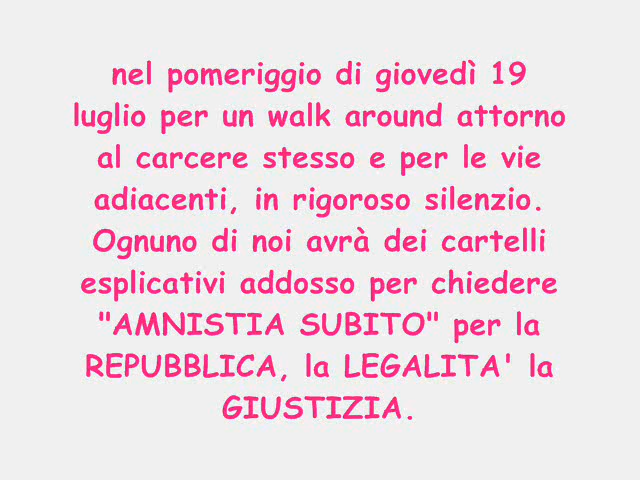 nel pomeriggio di giovedì 19
luglio per un walk around attorno
al carcere stesso e per le vie
adiacenti, in rigoroso silenzio.
Ognuno di noi avrà dei cartelli
esplicativi addosso per chiedere
"AMNISTIA SUBITO" per la
REPUBBLICA, la LEGALITA' la
GIUSTIZIA.